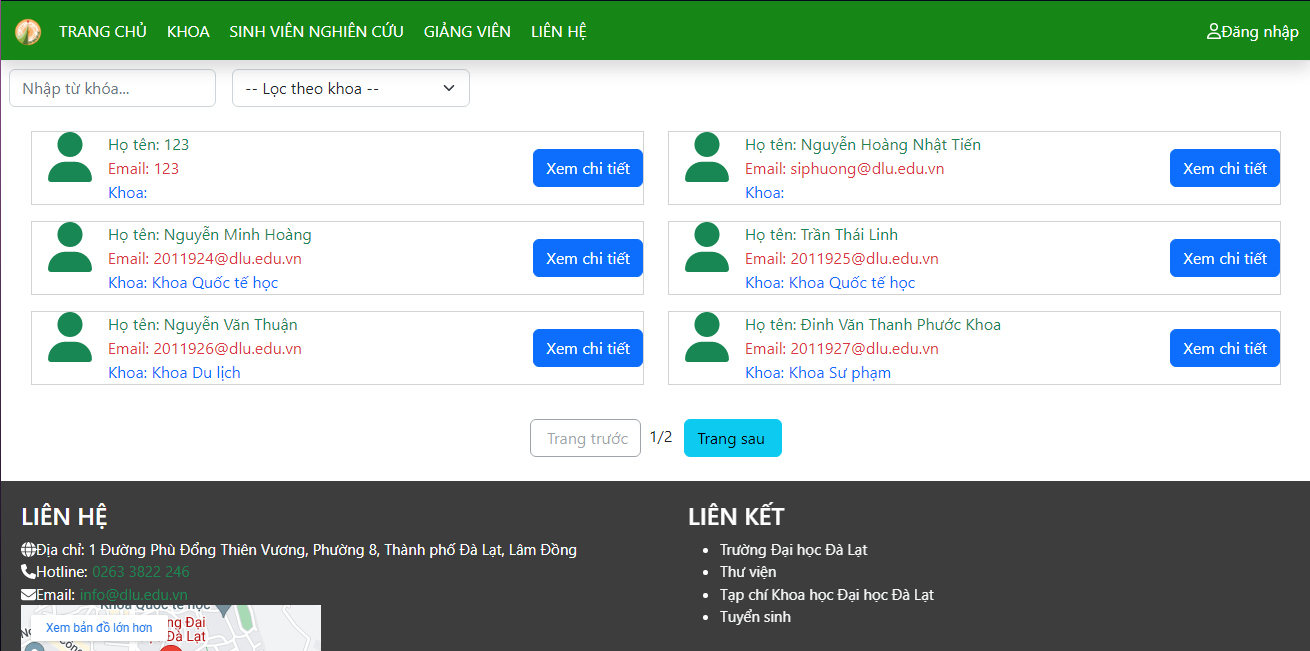 TRANG CHỦ KHOA SINH VIÊN NGHIÊN CỨU GIẢNG VIÊN LIÊN HỆ Đăng nhập
Nhập từ khóa... -- Lọc theo khoa --
Họ tên: 123
Email: 123
Khoa:
Xem chi tiết
Họ tên: Nguyễn Hoàng Nhật Tiến
Email: siphuong@dlu.edu.vn
Khoa:
Xem chi tiết
Họ tên: Nguyễn Minh Hoàng
Email: 2011924@dlu.edu.vn
Khoa: Khoa Quốc tế học
Xem chi tiết
Họ tên: Trần Thái Linh
Email: 2011925@dlu.edu.vn
Khoa: Khoa Quốc tế học
Xem chi tiết
Họ tên: Nguyễn Văn Thuận
Email: 2011926@dlu.edu.vn
Khoa: Khoa Du lịch
Xem chi tiết
Họ tên: Đinh Văn Thanh Phước Khoa
Email: 2011927@dlu.edu.vn
Khoa: Khoa Sư phạm
Xem chi tiết
Trang trước 1/2 Trang sau
LIÊN HỆ
Địa chỉ: 1 Đường Phù Đổng Thiên Vương, Phường 8, Thành phố Đà Lạt, Lâm Đồng
Hotline: 0263 3822 246
Email: info@dlu.edu.vn
Khoa Quốc tế học
Xem bản đồ lớn hơn
ng Đại
Đà Lạt
LIÊN KẾT
Trường Đại học Đà Lạt
Thư viện
Tạp chí Khoa học Đại học Đà Lạt
Tuyển sinh